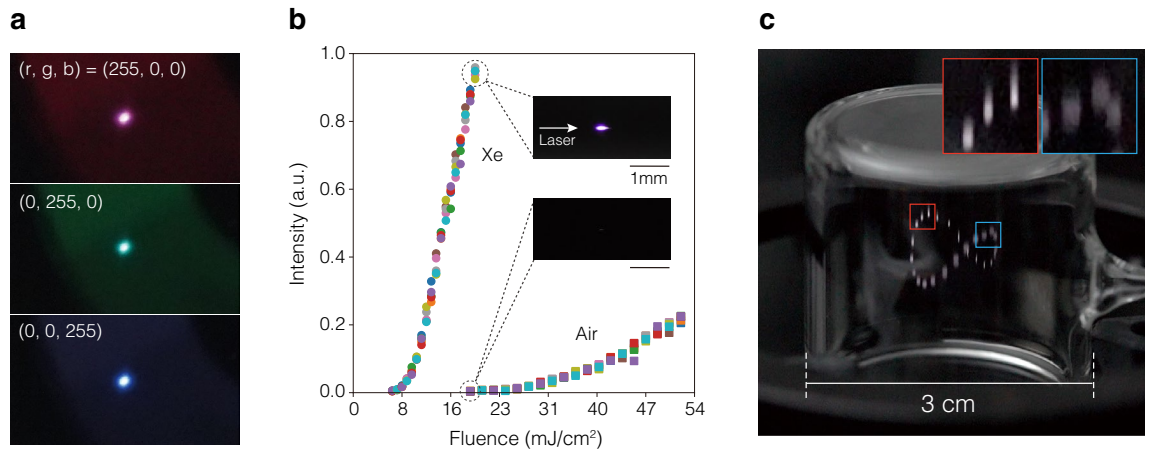 a
(r, g, b) = (255, 0, 0)
(0, 255, 0)
(0, 0, 255)
b
Intensity (a.u.)
1.0
0.8
0.6
0.4
0.2
0.0
0 8 16 23 31 40 47 54
Fluence (mJ/cm²)
Xe
Air
Laser
1mm
c
3 cm